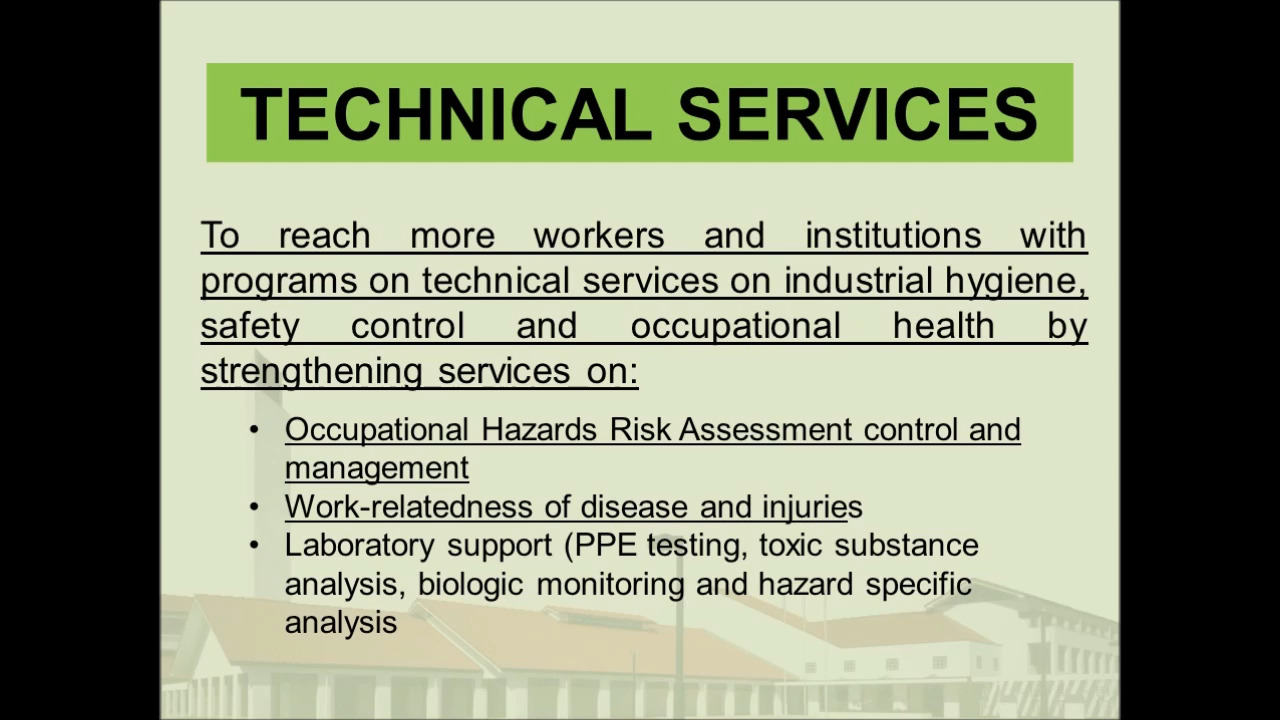 TECHNICAL SERVICES
To reach more workers and institutions with
programs on technical services on industrial hygiene,
safety control and occupational health by
strengthening services on:
• Occupational Hazards Risk Assessment control and
management
• Work-relatedness of disease and injuries
• Laboratory support (PPE testing, toxic substance
analysis, biologic monitoring and hazard specific
analysis